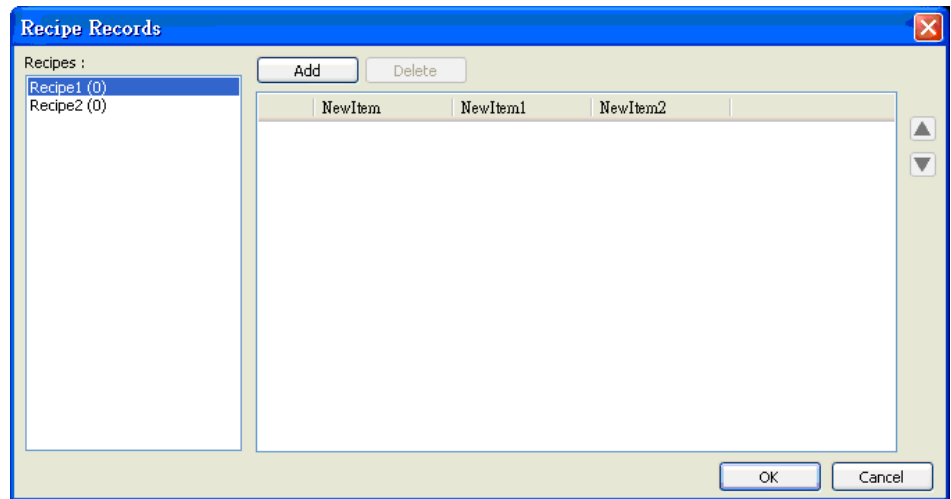 Recipe Records
Recipes :
Recipe1 (0)
Recipe2 (0)
Add Delete
NewItem NewItem1 NewItem2
OK Cancel